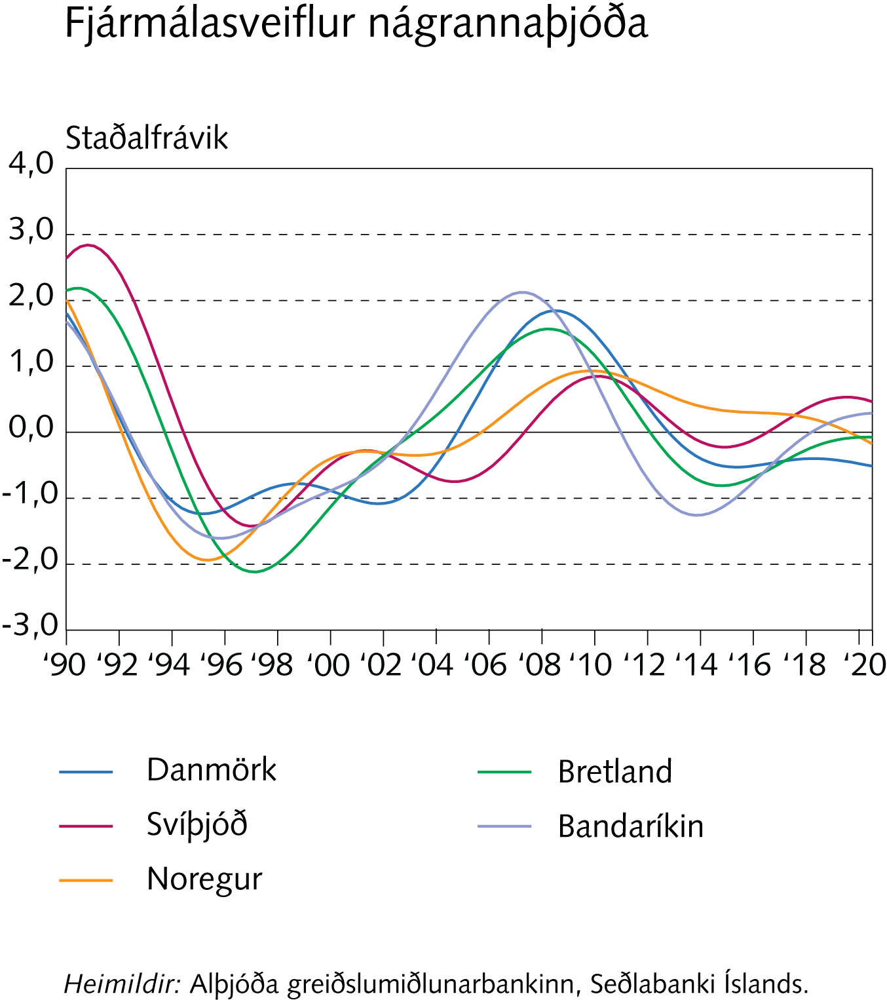 Fjármálasveiflur nágrannaþjóða
Staðalfrávik
4,0
3,0
2,0
1,0
0,0
-1,0
-2,0
-3,0
‘90 ‘92 ‘94 ‘96 ‘98 ‘00 ‘02 ‘04 ‘06 ‘08 ‘10 ‘12 ‘14 ‘16 ‘18 ‘20
Danmörk
Svíþjóð
Noregur
Bretland
Bandaríkin
Heimildir: Alþjóða greiðslumiðlunarbankinn, Seðlabanki Íslands.